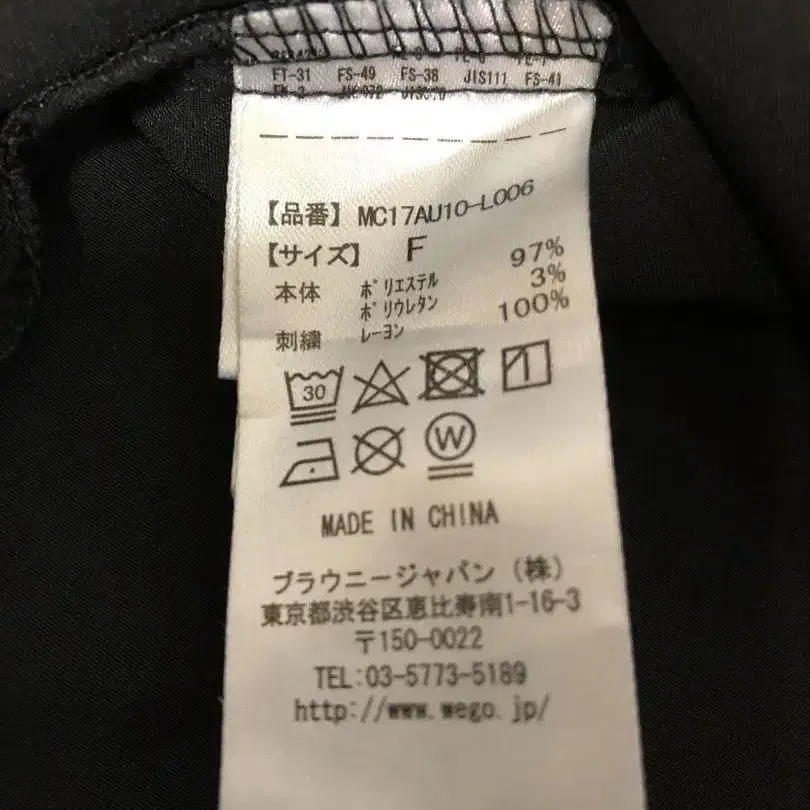 FT-31 FS-49 FS-38 JIS111 FS-41
【品番】 MC17AU10-L006
【サイズ】 F
本体 ポリエステル 97%
ポリウレタン 3%
刺繍 レーヨン 100%
30
W
MADE IN CHINA
ブラウニージャパン (株)
東京都渋谷区恵比寿南1-16-3
〒150-0022
TEL:03-5773-5189
http://www.wego.jp/